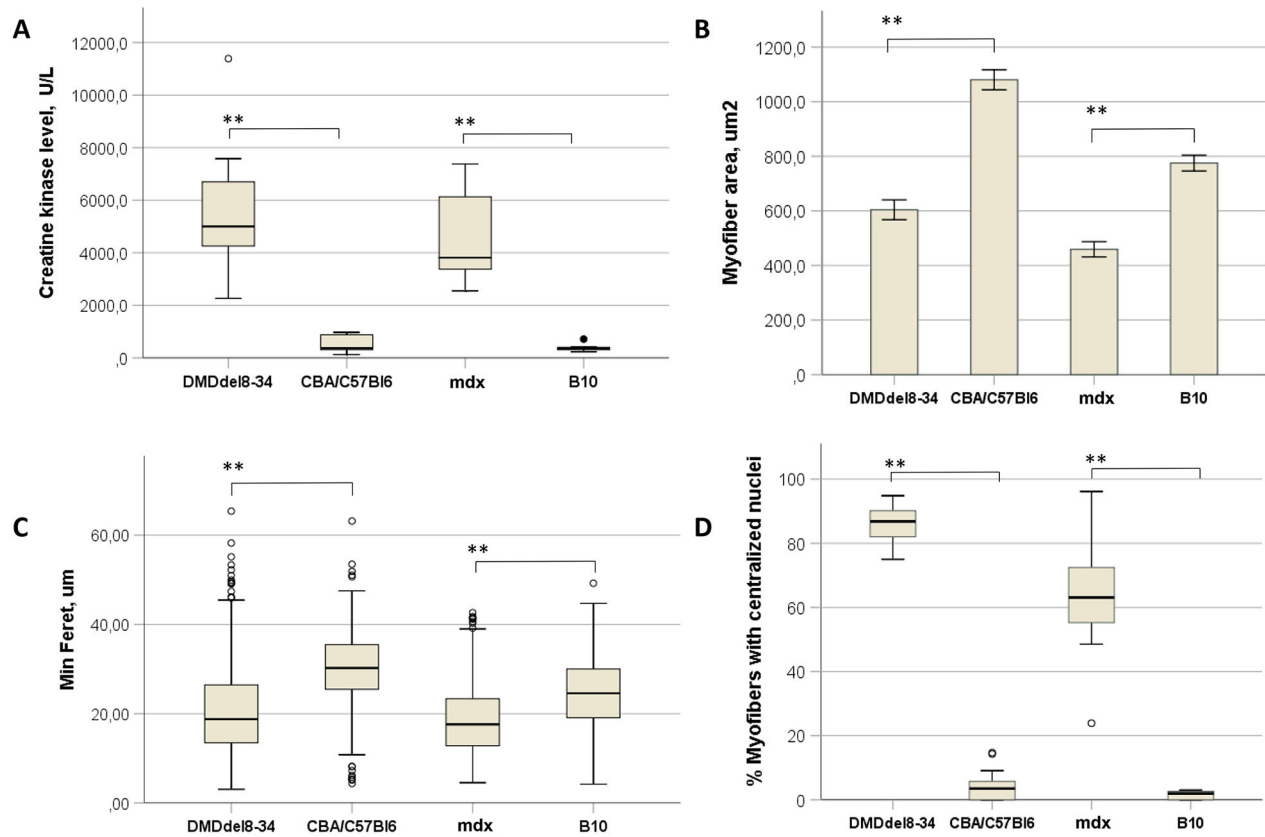 A
Creatine kinase level, U/L
12000,0
10000,0
8000,0
6000,0
4000,0
2000,0
,0
**
**
DMDdel8-34
CBA/C57Bl6
mdx
B10
B
Myofiber area, um2
1200,0
1000,0
800,0
600,0
400,0
200,0
,0
**
**
DMDdel8-34
CBA/C57Bl6
mdx
B10
C
Min Feret, um
60,00
40,00
20,00
,00
**
**
DMDdel8-34
CBA/C57Bl6
mdx
B10
D
% Myofibers with centralized nuclei
100
80
60
40
20
0
**
**
DMDdel8-34
CBA/C57Bl6
mdx
B10